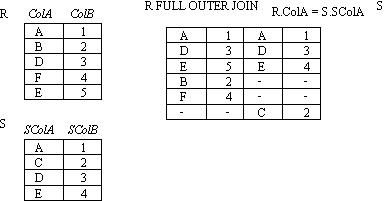 R FULL OUTER JOIN R.ColA = S.SColA S
R ColA ColB
A 1
B 2
D 3
F 4
E 5
A 1 A 1
D 3 D 3
E 5 E 4
B 2 - -
F 4 - -
- - C 2
S SColA SColB
A 1
C 2
D 3
E 4